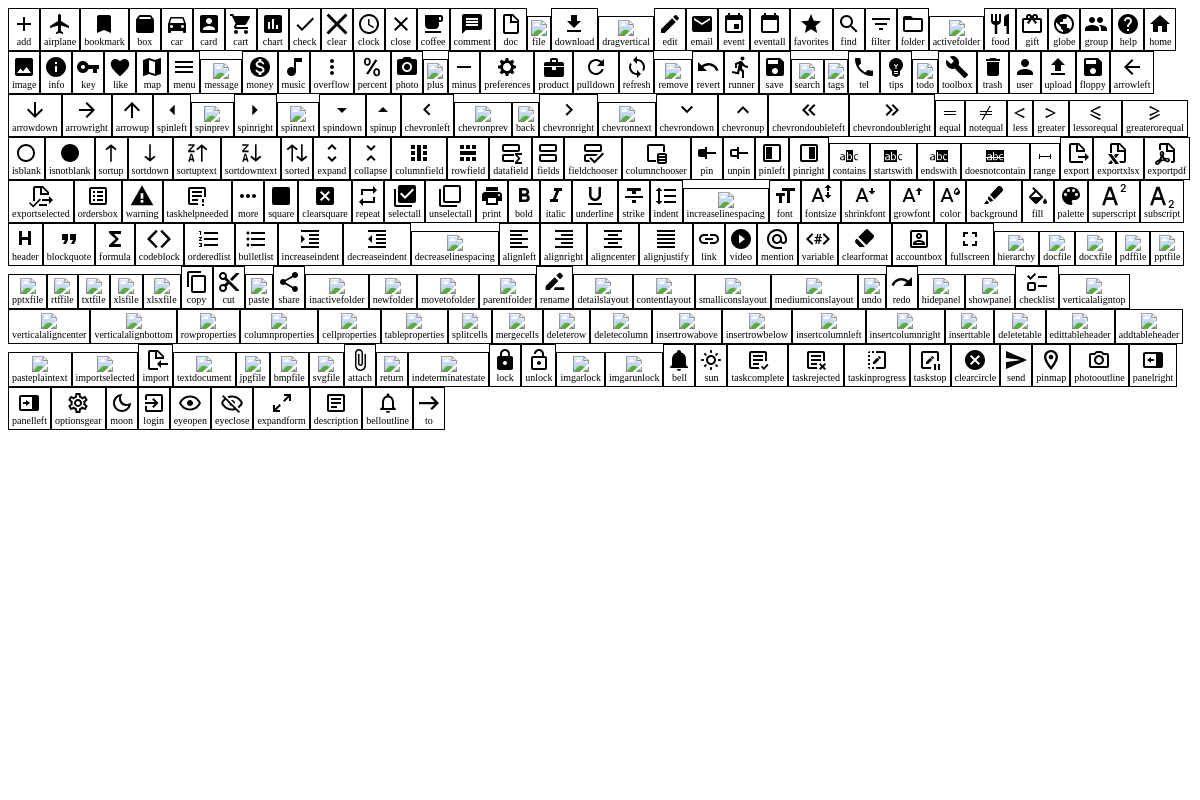 add airplane bookmark box car card cart chart check clear clock close coffee comment doc file download dragvertical edit email event eventall favorites find filter folder activefolder food gift globe group help home
image info key like map menu message money music overflow percent photo plus minus preferences product pulldown refresh remove revert runner save search tags tel tips todo toolbox trash user upload floppy arrowleft
arrowdown arrowright arrowup spinleft spinprev spinright spinnext spindown spinup chevronleft chevronprev back chevronright chevronnext chevrondown chevronup chevrondoubleleft chevrondoubleright equal notequal less greater lessorequal greaterorequal
isblank isnotblank sortup sortdown sortuptext sortdowntext sorted expand collapse columnfield rowfield datafield fields fieldchooser columnchooser pin unpin pinleft pinright contains startswith endswith doesnotcontain range export exportxlsx exportpdf
exportselected ordersbox warning taskhelpneeded more square clearsquare repeat selectall unselectall print bold italic underline strike indent increaselinespacing font fontsize shrinkfont growfont color background fill palette superscript subscript
header blockquote formula codeblock orderedlist bulletlist increaseindent decreaseindent decreaselinespacing alignleft alignright aligncenter alignjustify link video mention variable clearformat accountbox fullscreen hierarchy docfile docxfile pdffile pptfile
pptxfile rtffile txtfile xlsfile xlsxfile copy cut paste share inactivefolder newfolder movetofolder parentfolder rename detailslayout contentlayout smalliconslayout mediumiconslayout undo redo hidepanel showpanel checklist verticalaligntop
verticalaligncenter verticalalignbottom rowproperties columnproperties cellproperties tableproperties splitcells mergecells deleterow deletecolumn insertrowabove insertrowbelow insertcolumnleft insertcolumnright inserttable deletetable edittableheader addtableheader
pasteplaintext importselected import textdocument jpgfile bmpfile svgfile attach return indeterminatestate lock unlock imgarlock imgarunlock bell sun taskcomplete taskrejected taskinprogress taskstop clearcircle send pinmap photooutline panelright
panelleft optionsgear moon login eyeopen eyeclose expandform description belloutline to